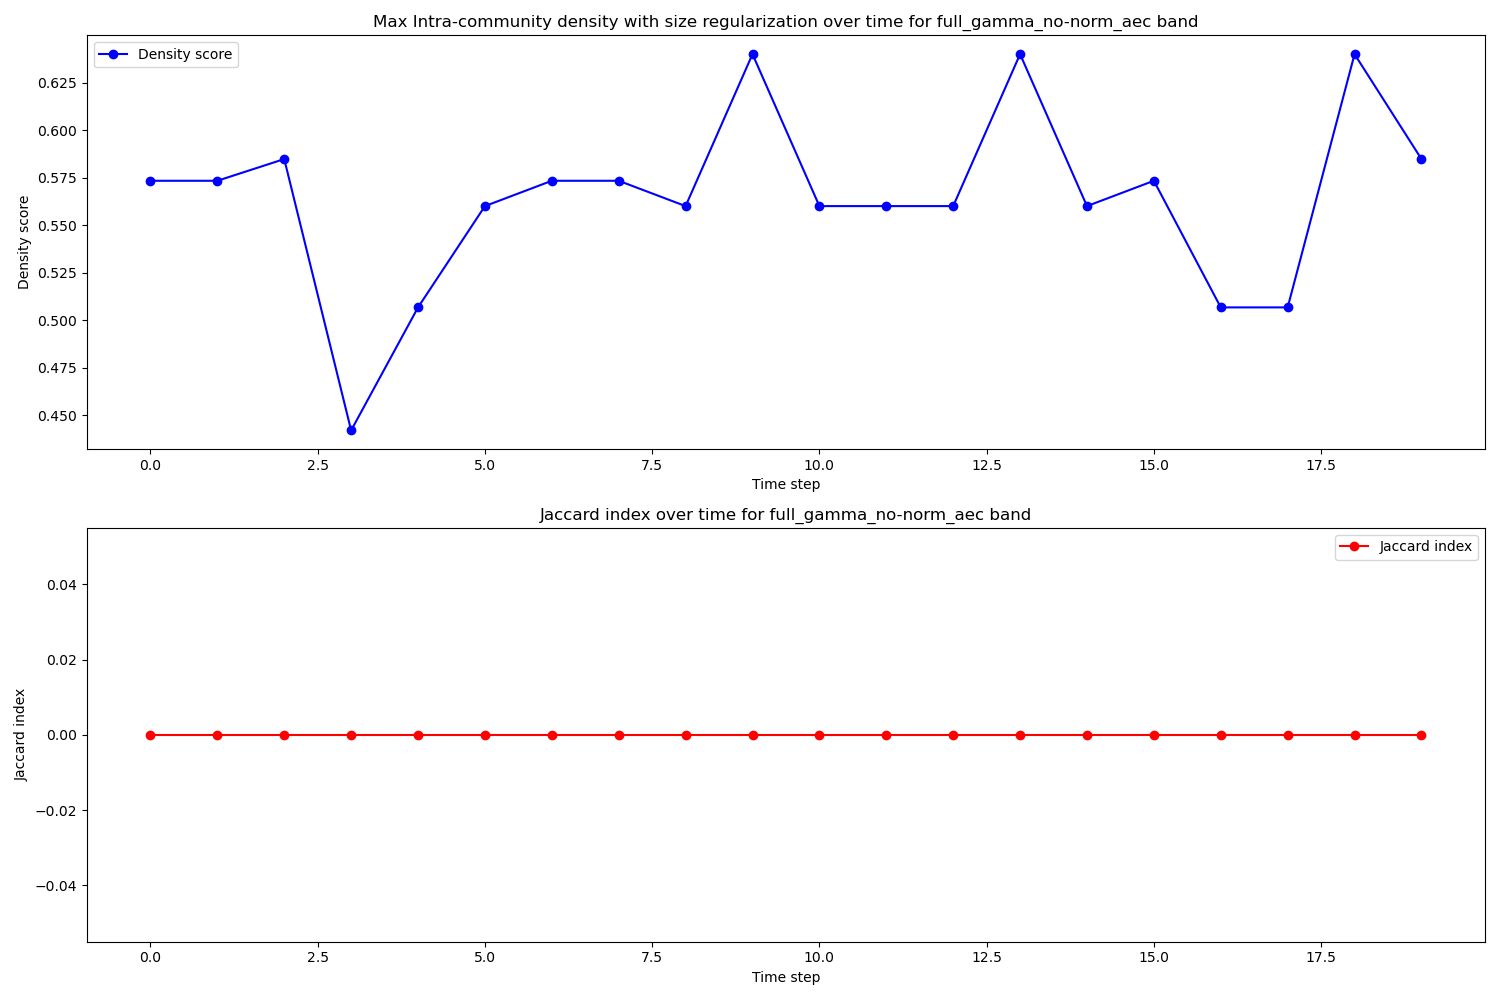 Max Intra-community density with size regularization over time for full_gamma_no-norm_aec band
Density score
0.625
0.600
0.575
0.550
0.525
0.500
0.475
0.450
Density score
0.0 2.5 5.0 7.5 10.0 12.5 15.0 17.5
Time step
Jaccard index over time for full_gamma_no-norm_aec band
Jaccard index
0.04
0.02
0.00
−0.02
−0.04
Jaccard index
0.0 2.5 5.0 7.5 10.0 12.5 15.0 17.5
Time step